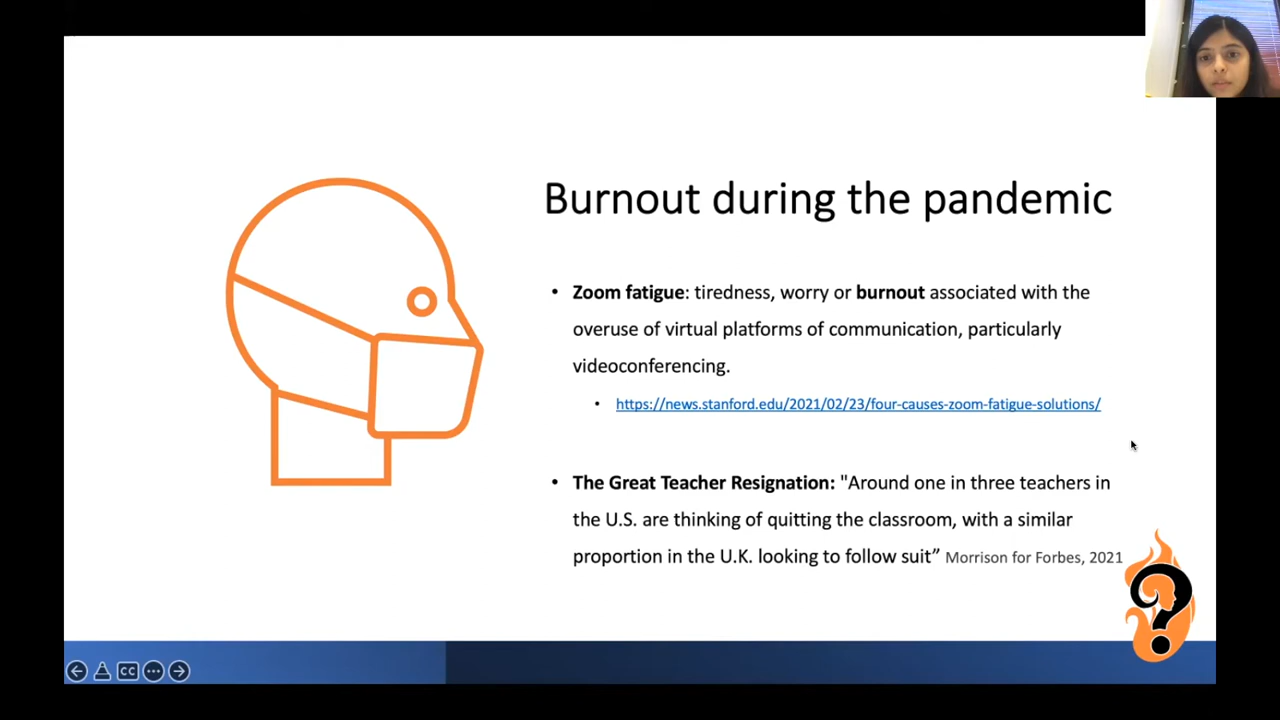 Burnout during the pandemic
• Zoom fatigue: tiredness, worry or burnout associated with the
overuse of virtual platforms of communication, particularly
videoconferencing.
• https://news.stanford.edu/2021/02/23/four-causes-zoom-fatigue-solutions/
• The Great Teacher Resignation: "Around one in three teachers in
the U.S. are thinking of quitting the classroom, with a similar
proportion in the U.K. looking to follow suit” Morrison for Forbes, 2021
?
CC